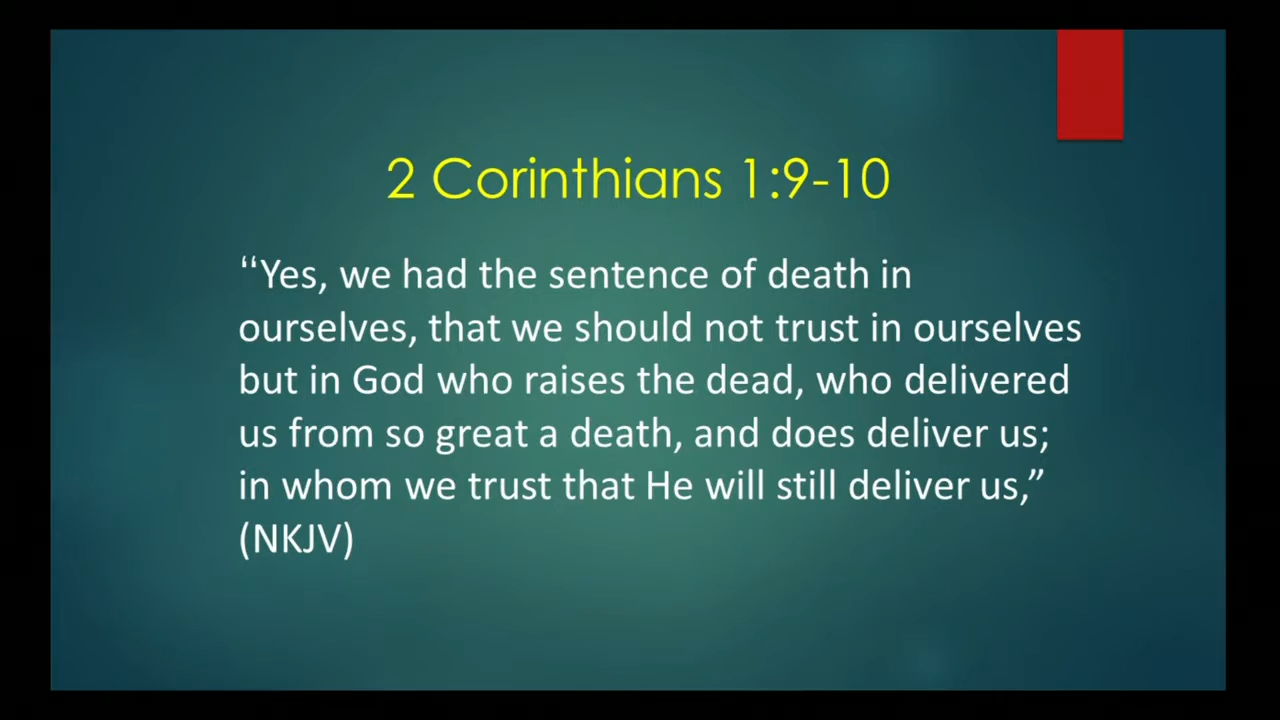 2 Corinthians 1:9-10
“Yes, we had the sentence of death in
ourselves, that we should not trust in ourselves
but in God who raises the dead, who delivered
us from so great a death, and does deliver us;
in whom we trust that He will still deliver us,”
(NKJV)